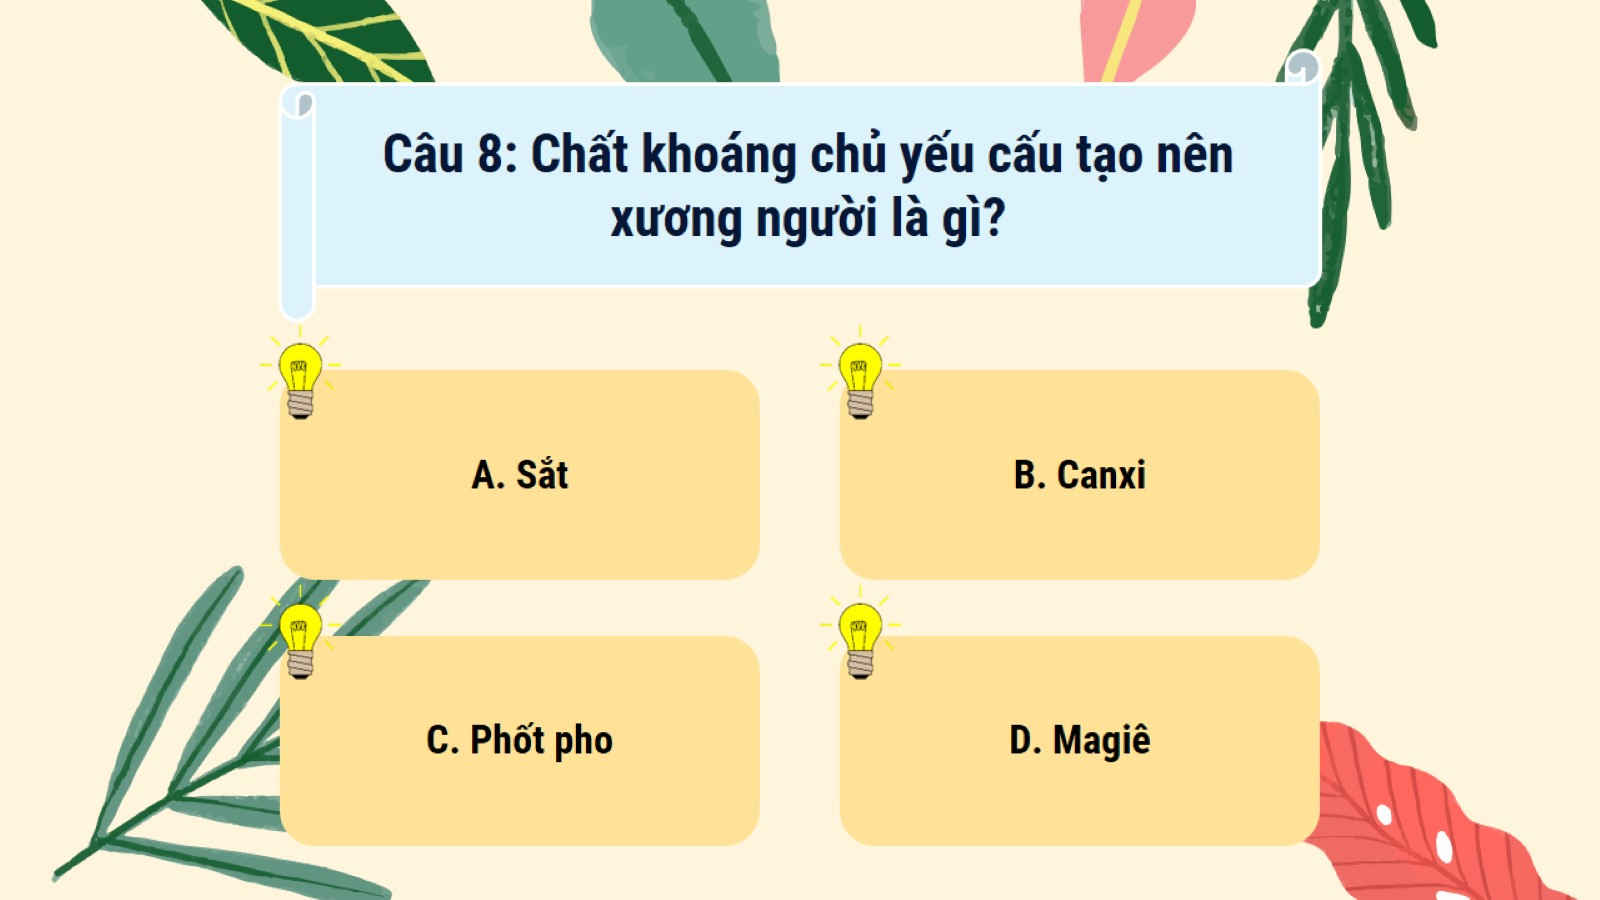 Câu 8: Chất khoáng chủ yếu cấu tạo nên
xương người là gì?
A. Sắt
B. Canxi
C. Phốt pho
D. Magiê